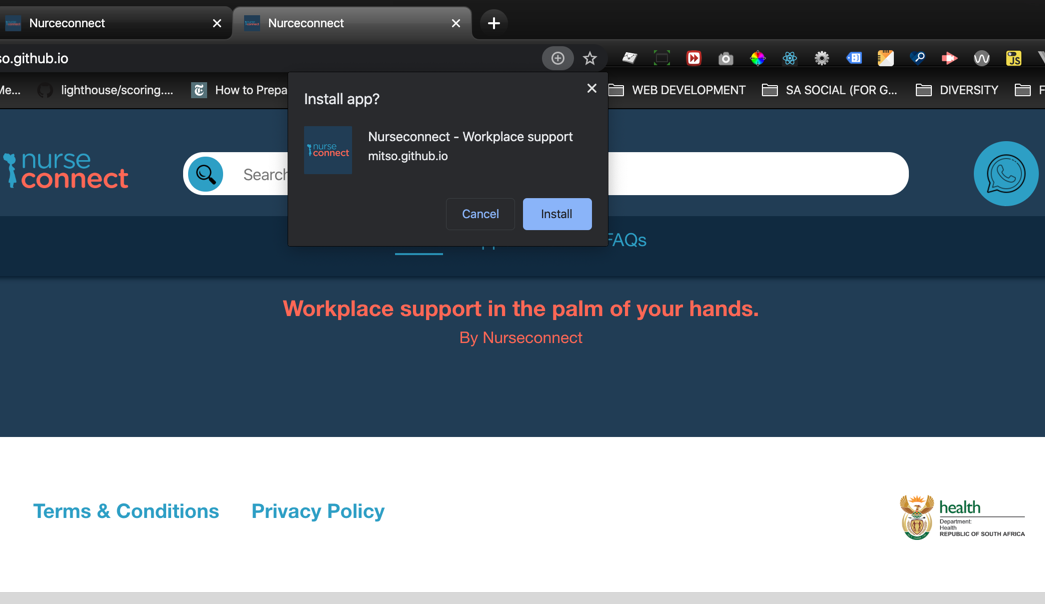 Nurceconnect
Nurceconnect
so.github.io
Me...
lighthouse/scoring....
How to Prepa
WEB DEVELOPMENT
SA SOCIAL (FOR G...
DIVERSITY
Install app?
Nurseconnect - Workplace support
mitso.github.io
nurse
connect
Cancel
Install
nurse
connect
Search
FAQs
Workplace support in the palm of your hands.
By Nurseconnect
Terms & Conditions
Privacy Policy
health
Department:
Health
REPUBLIC OF SOUTH AFRICA